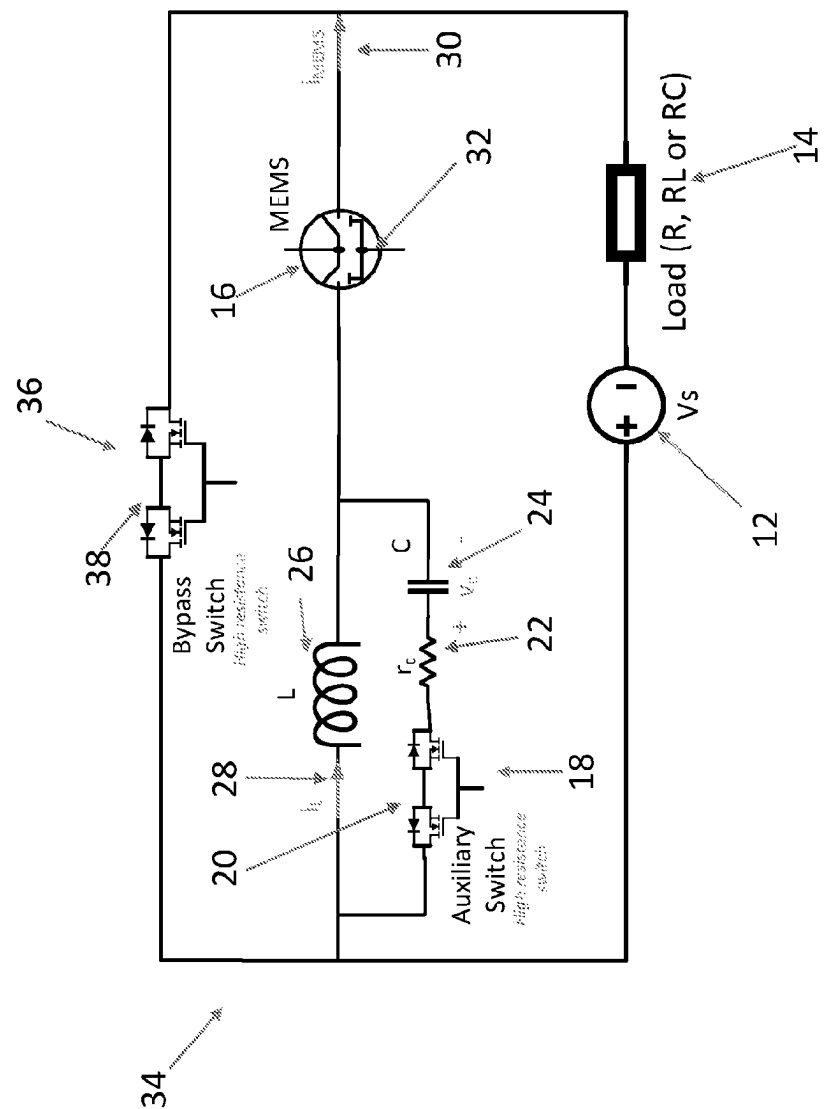 34
36
38
Bypass
Switch
High resistance
switch
i_MEMS
30
MEMS
16
32
L
26
28
i_L
20
C
24
V_c
+
-
r_c
22
18
Auxiliary
Switch
High resistance
switch
+
-
Vs
12
Load (R, RL or RC)
14